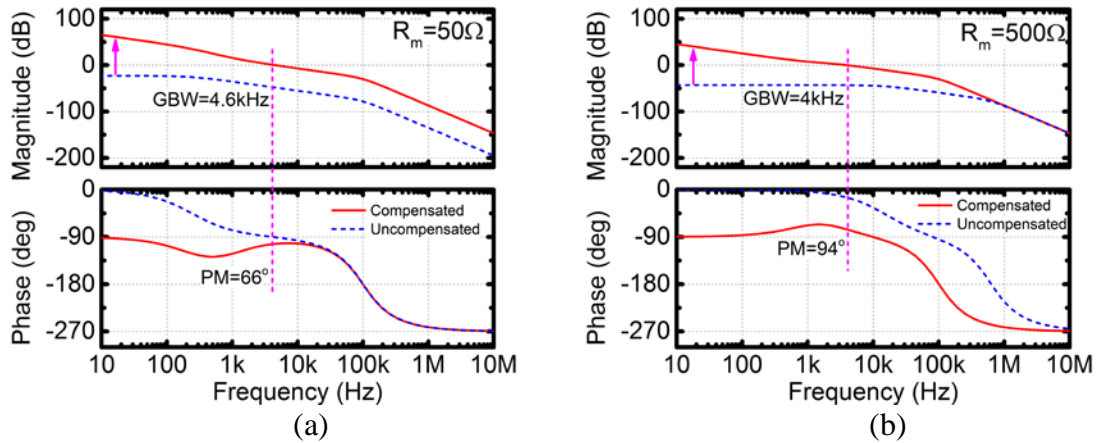 100
0
-100
-200
Magnitude (dB)
R_m=50Ω
GBW=4.6kHz
0
-90
-180
-270
Phase (deg)
Compensated
Uncompensated
PM=66°
10 100 1k 10k 100k 1M 10M
Frequency (Hz)
(a)
100
0
-100
-200
Magnitude (dB)
R_m=500Ω
GBW=4kHz
0
-90
-180
-270
Phase (deg)
Compensated
Uncompensated
PM=94°
10 100 1k 10k 100k 1M 10M
Frequency (Hz)
(b)